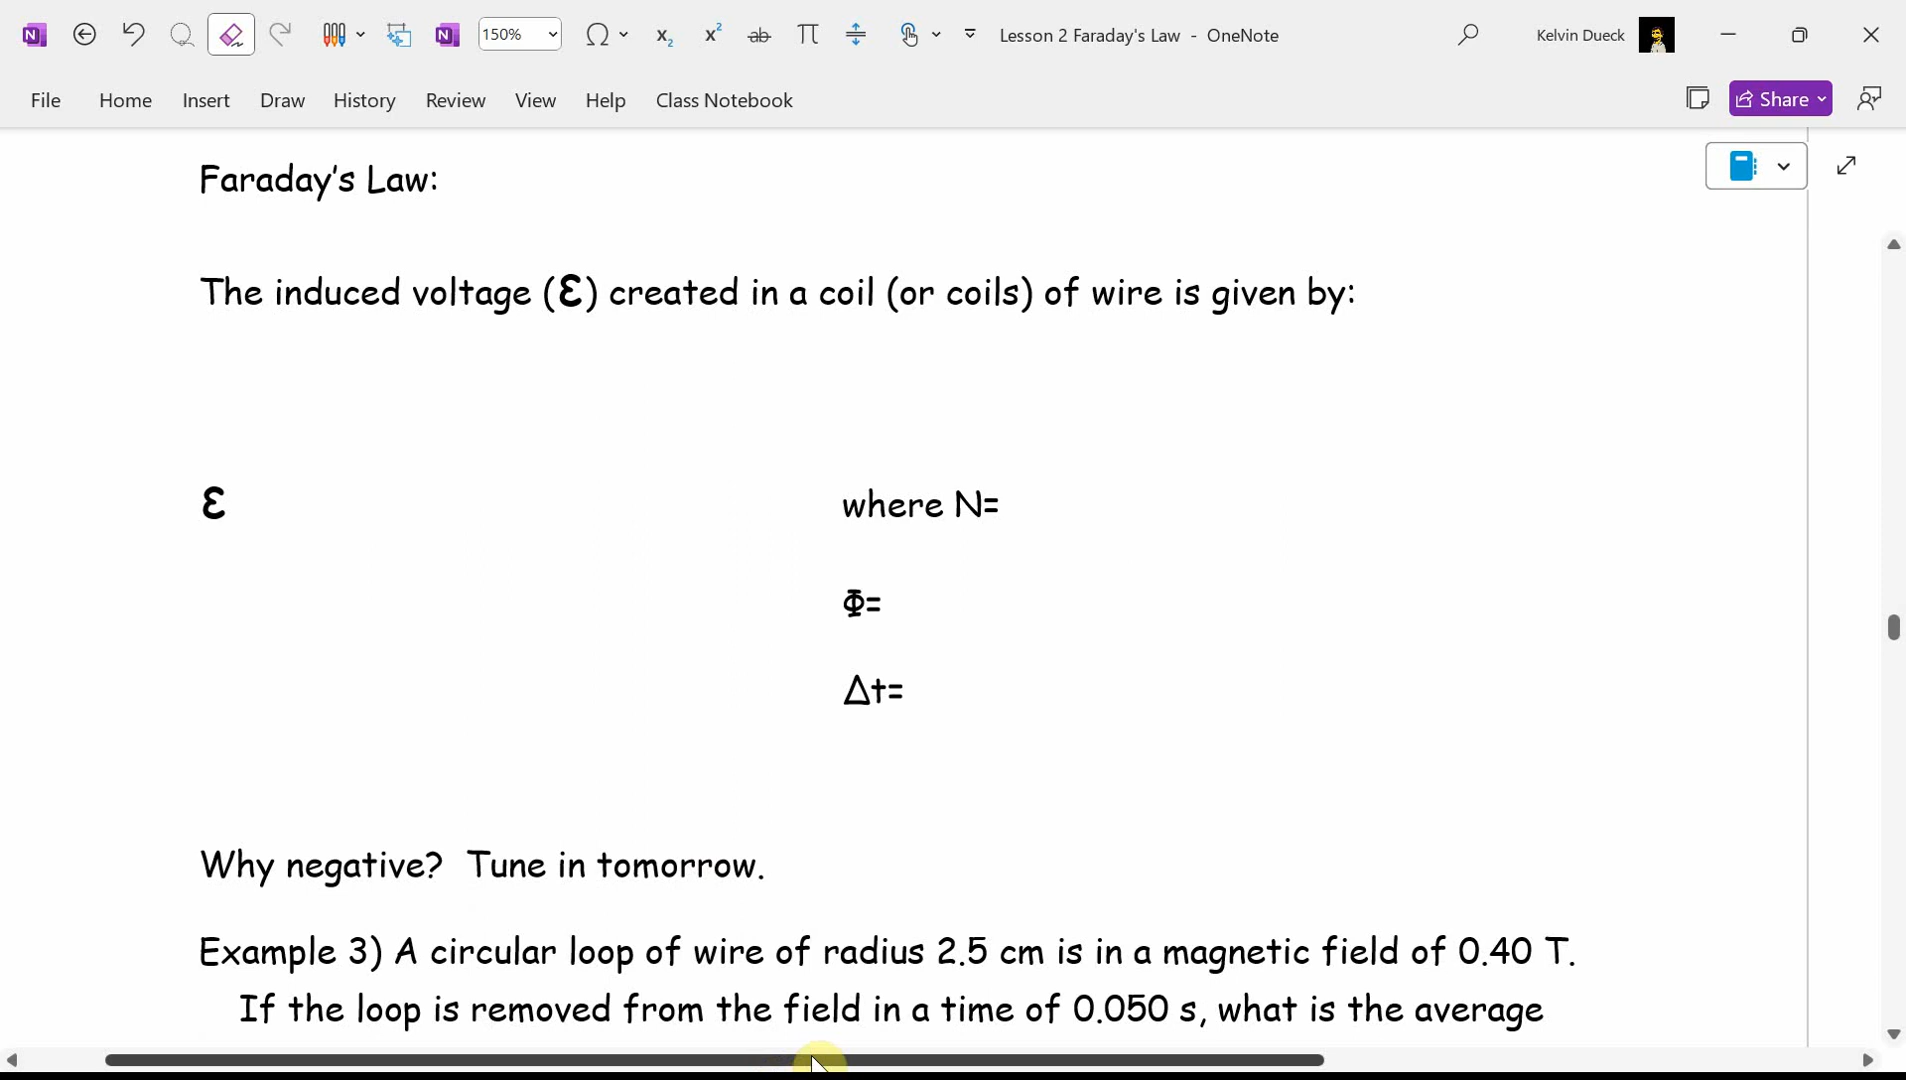 150%
Lesson 2 Faraday's Law - OneNote
Kelvin Dueck
File Home Insert Draw History Review View Help Class Notebook
Share
Faraday's Law:
The induced voltage (Ɛ) created in a coil (or coils) of wire is given by:
Ɛ where N=
Φ=
Δt=
Why negative? Tune in tomorrow.
Example 3) A circular loop of wire of radius 2.5 cm is in a magnetic field of 0.40 T.
If the loop is removed from the field in a time of 0.050 s, what is the average